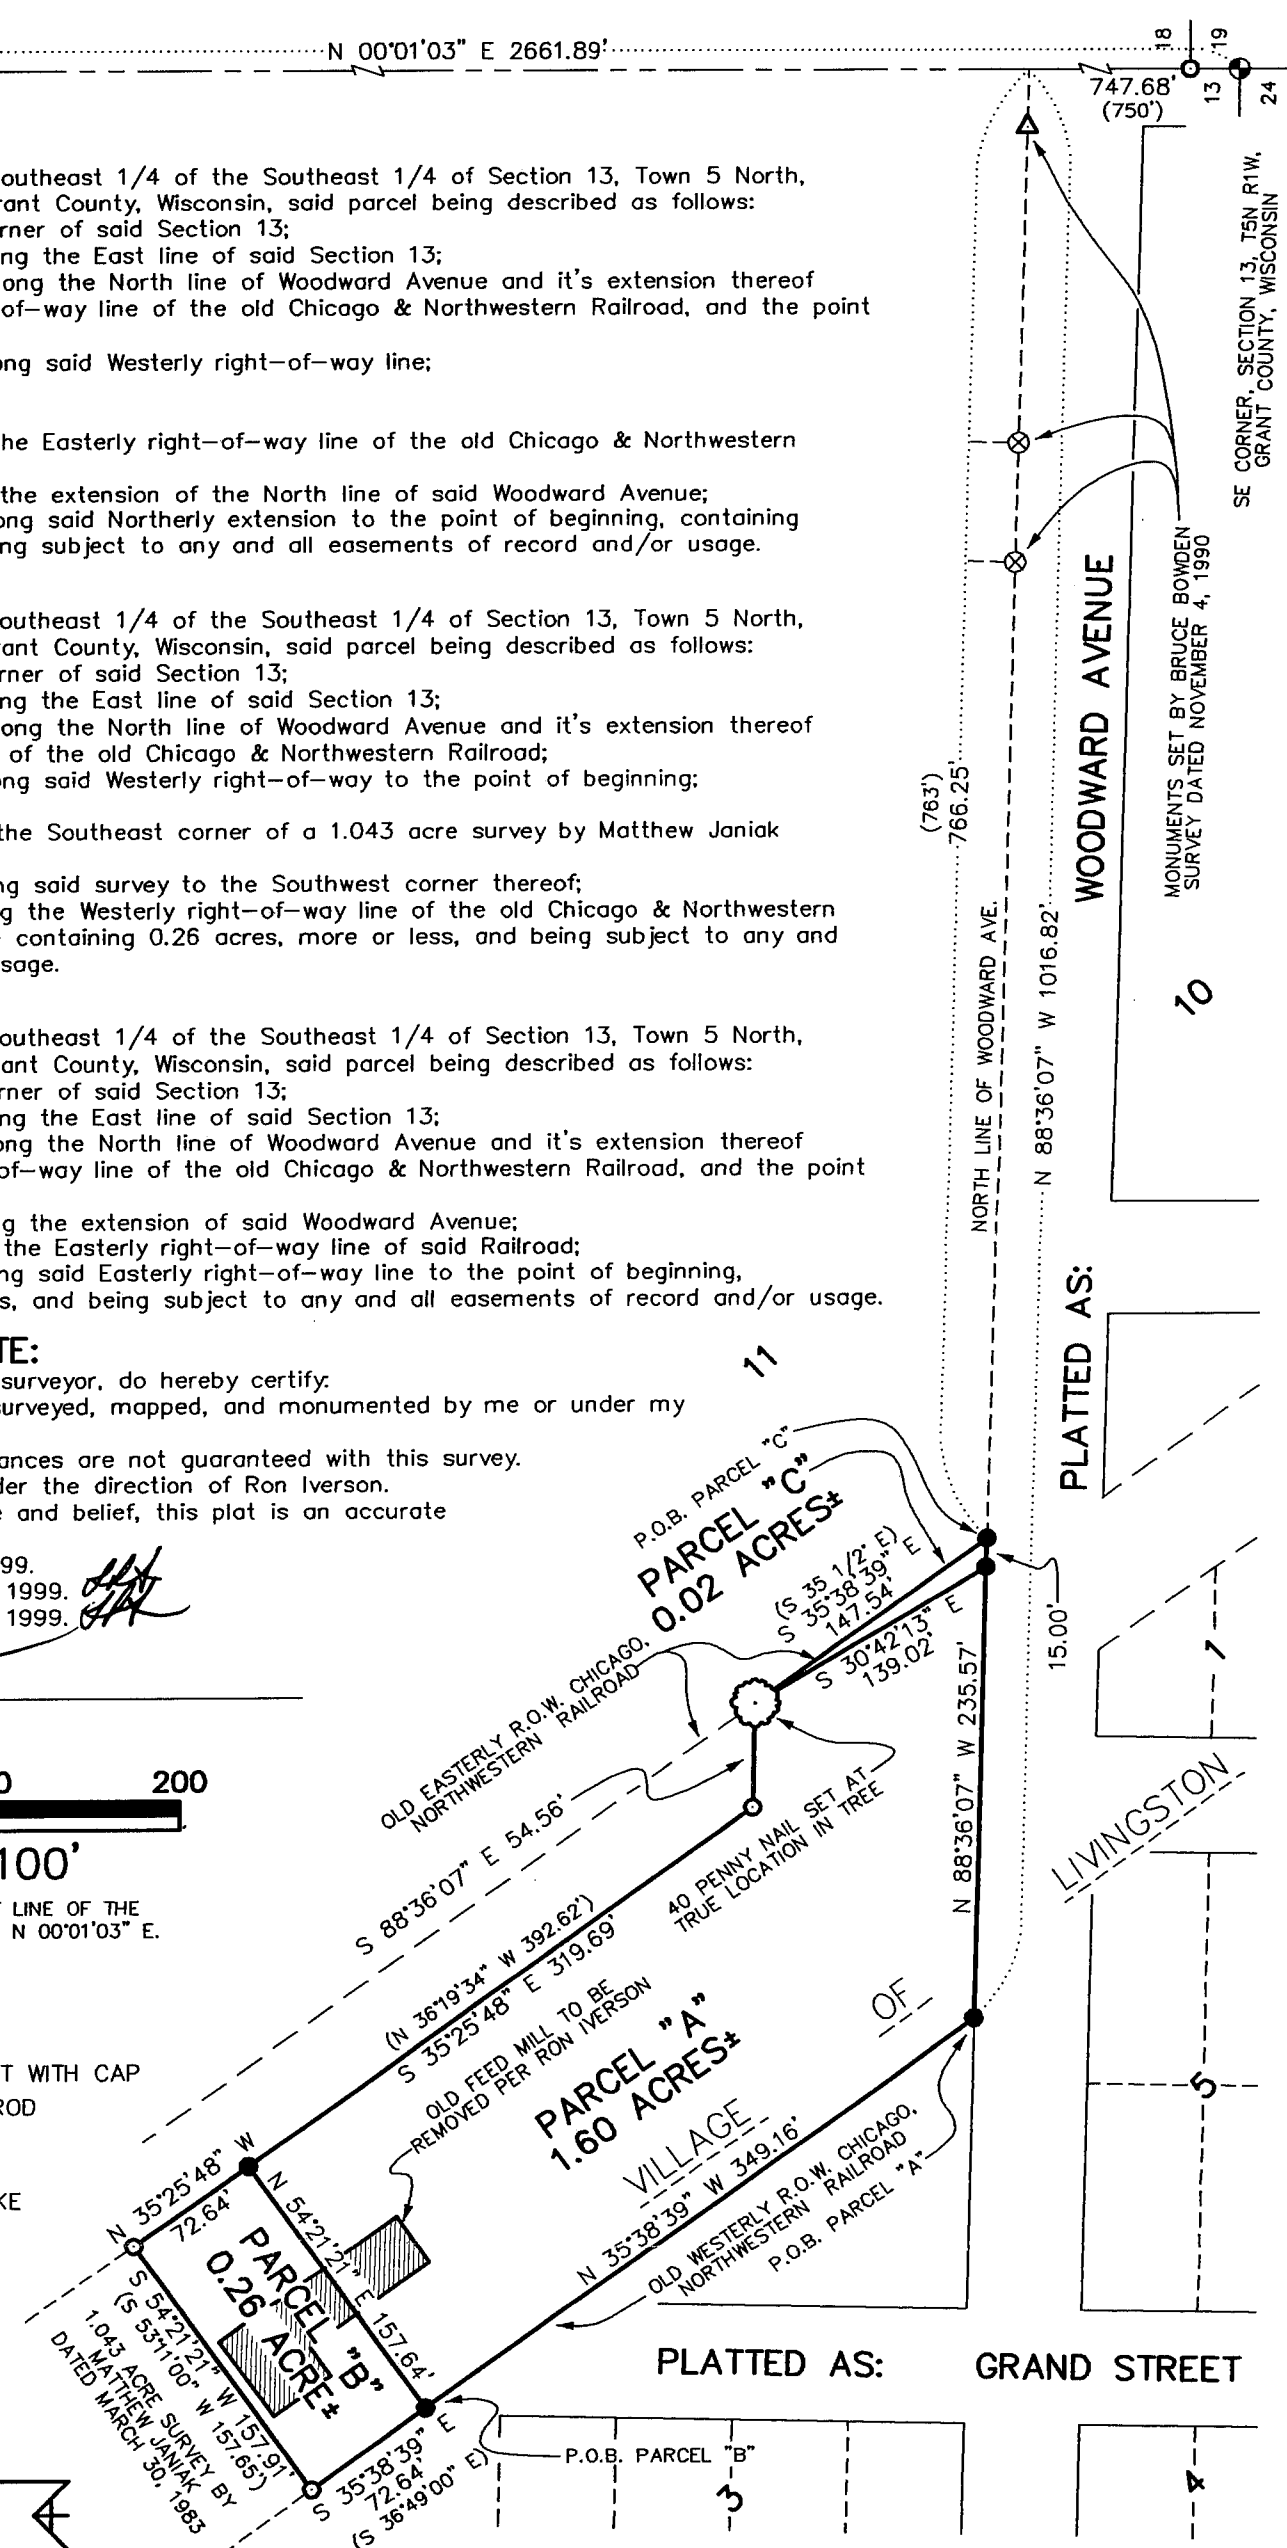 N 00°01'03" E 2661.89'
18
19
13
24
747.68'
(750')
outheast 1/4 of the Southeast 1/4 of Section 13, Town 5 North,
rant County, Wisconsin, said parcel being described as follows:
rner of said Section 13;
ng the East line of said Section 13;
ong the North line of Woodward Avenue and it's extension thereof
of-way line of the old Chicago & Northwestern Railroad, and the point
ong said Westerly right-of-way line;
he Easterly right-of-way line of the old Chicago & Northwestern
the extension of the North line of said Woodward Avenue;
ong said Northerly extension to the point of beginning, containing
ng subject to any and all easements of record and/or usage.
outheast 1/4 of the Southeast 1/4 of Section 13, Town 5 North,
rant County, Wisconsin, said parcel being described as follows:
rner of said Section 13;
ng the East line of said Section 13;
ong the North line of Woodward Avenue and it's extension thereof
of the old Chicago & Northwestern Railroad;
ong said Westerly right-of-way to the point of beginning;
the Southeast corner of a 1.043 acre survey by Matthew Janiak
ng said survey to the Southwest corner thereof;
g the Westerly right-of-way line of the old Chicago & Northwestern
containing 0.26 acres, more or less, and being subject to any and
sage.
outheast 1/4 of the Southeast 1/4 of Section 13, Town 5 North,
ant County, Wisconsin, said parcel being described as follows:
rner of said Section 13;
ng the East line of said Section 13;
ong the North line of Woodward Avenue and it's extension thereof
of-way line of the old Chicago & Northwestern Railroad, and the point
g the extension of said Woodward Avenue;
the Easterly right-of-way line of said Railroad;
ng said Easterly right-of-way line to the point of beginning,
s, and being subject to any and all easements of record and/or usage.
TE:
surveyor, do hereby certify:
urveyed, mapped, and monumented by me or under my
ances are not guaranteed with this survey.
der the direction of Ron Iverson.
e and belief, this plat is an accurate
99.
1999.
1999.
0 200
100'
LINE OF THE
N 00°01'03" E.
T WITH CAP
ROD
KE
SE CORNER, SECTION 13, T5N R1W,
GRANT COUNTY, WISCONSIN
MONUMENTS SET BY BRUCE BOWDEN
SURVEY DATED NOVEMBER 4, 1990
WOODWARD AVENUE
PLATTED AS:
(763')
766.25'
NORTH LINE OF WOODWARD AVE.
N 88°36'07" W 1016.82'
10
11
P.O.B. PARCEL "C"
PARCEL "C"
0.02 ACRES±
(S 35 1/2° E)
S 35°38'39" E
147.54'
S 30°42'13" E
139.02'
15.00'
N 88°36'07" W 235.57'
OLD EASTERLY R.O.W. CHICAGO,
NORTHWESTERN RAILROAD
S 88°36'07" E 54.56'
40 PENNY NAIL SET AT
TRUE LOCATION IN TREE
(N 36°19'34" W 392.62')
S 35°25'48" E 319.69'
OLD FEED MILL TO BE
REMOVED PER RON IVERSON
PARCEL "A"
1.60 ACRES±
VILLAGE
OF
LIVINGSTON
N 35°38'39" W 349.16'
OLD WESTERLY R.O.W. CHICAGO,
NORTHWESTERN RAILROAD
P.O.B. PARCEL "A"
N 35°25'48" W
72.64'
N 54°21'21" E 157.64'
PARCEL "B"
0.26 ACRE±
S 54°21'21" W 157.91'
(S 53°11'00" W 157.65')
1.043 ACRE SURVEY BY
MATTHEW JANIAK
DATED MARCH 30, 1983
S 35°38'39" E
72.64'
(S 36°49'00" E)
P.O.B. PARCEL "B"
PLATTED AS: GRAND STREET
1
5
3
4